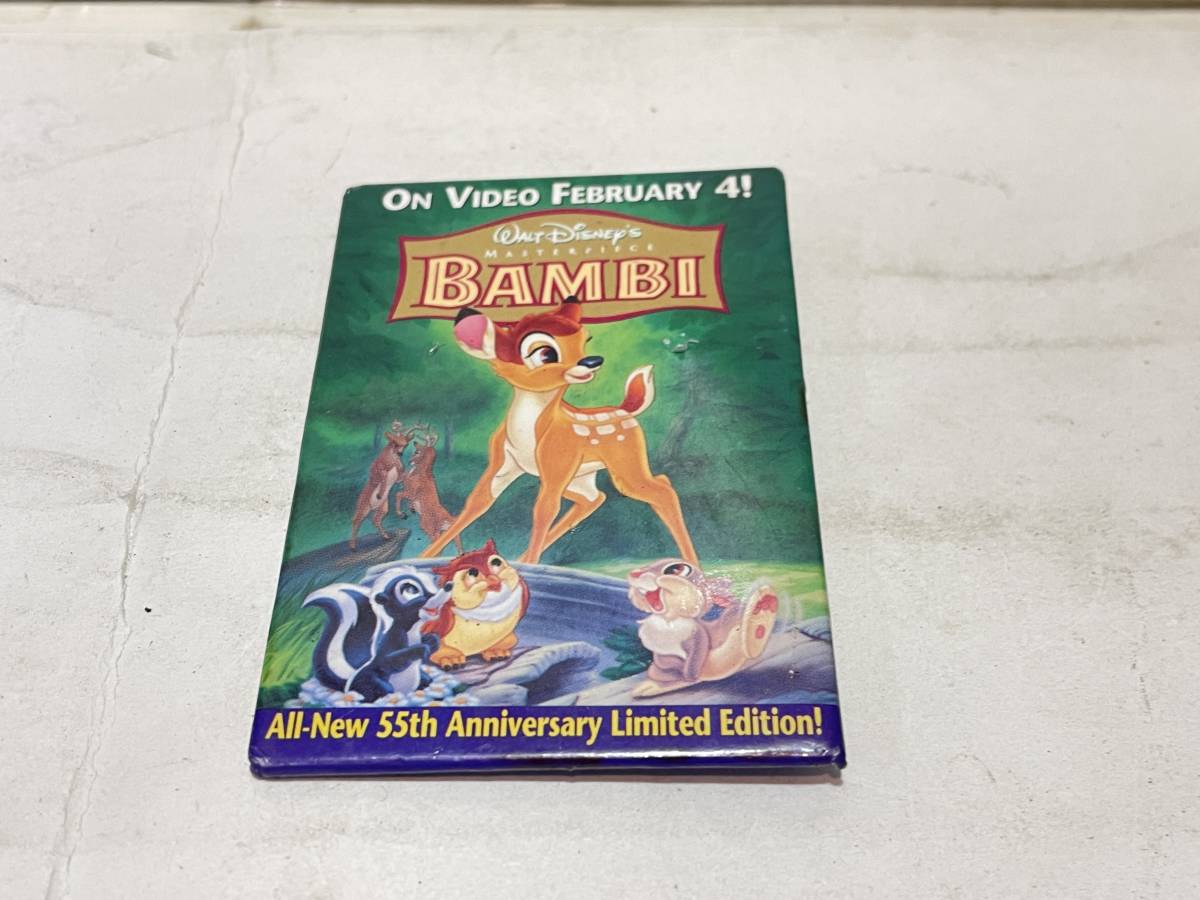 ON VIDEO FEBRUARY 4!
WALT DISNEY'S
MASTERPIECE
BAMBI
All-New 55th Anniversary Limited Edition!